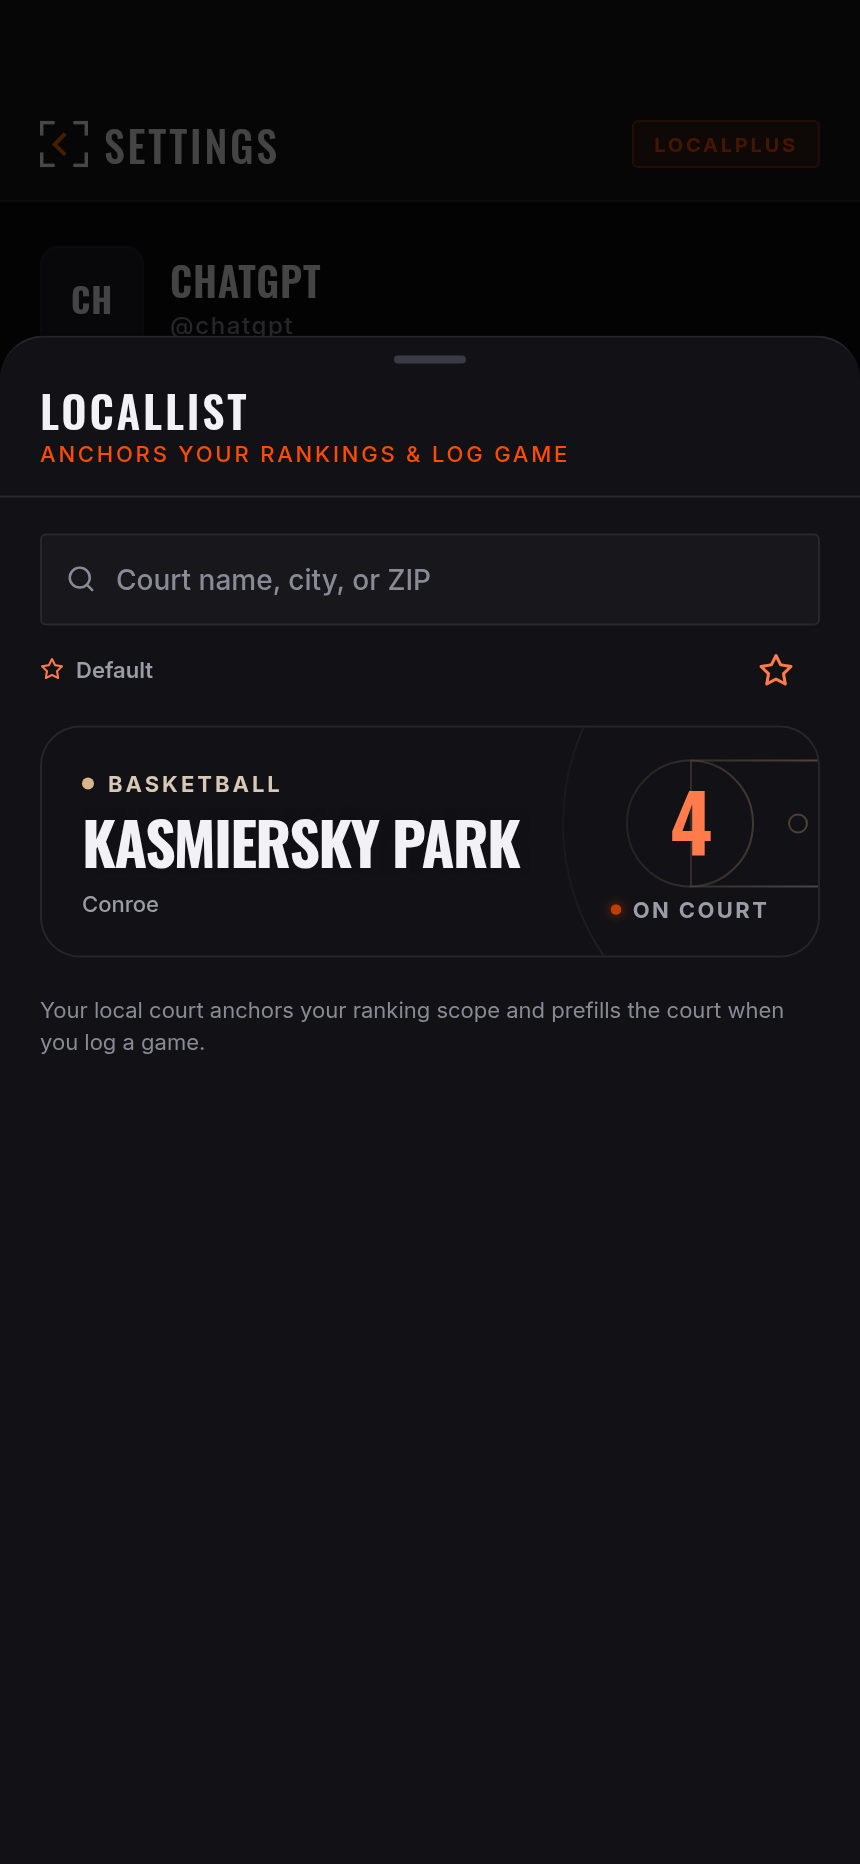 SETTINGS
LOCALPLUS
CH
CHATGPT
@chatgpt
LOCALLIST
ANCHORS YOUR RANKINGS & LOG GAME
Court name, city, or ZIP
Default
BASKETBALL
KASMIERSKY PARK
Conroe
4
ON COURT
Your local court anchors your ranking scope and prefills the court when
you log a game.